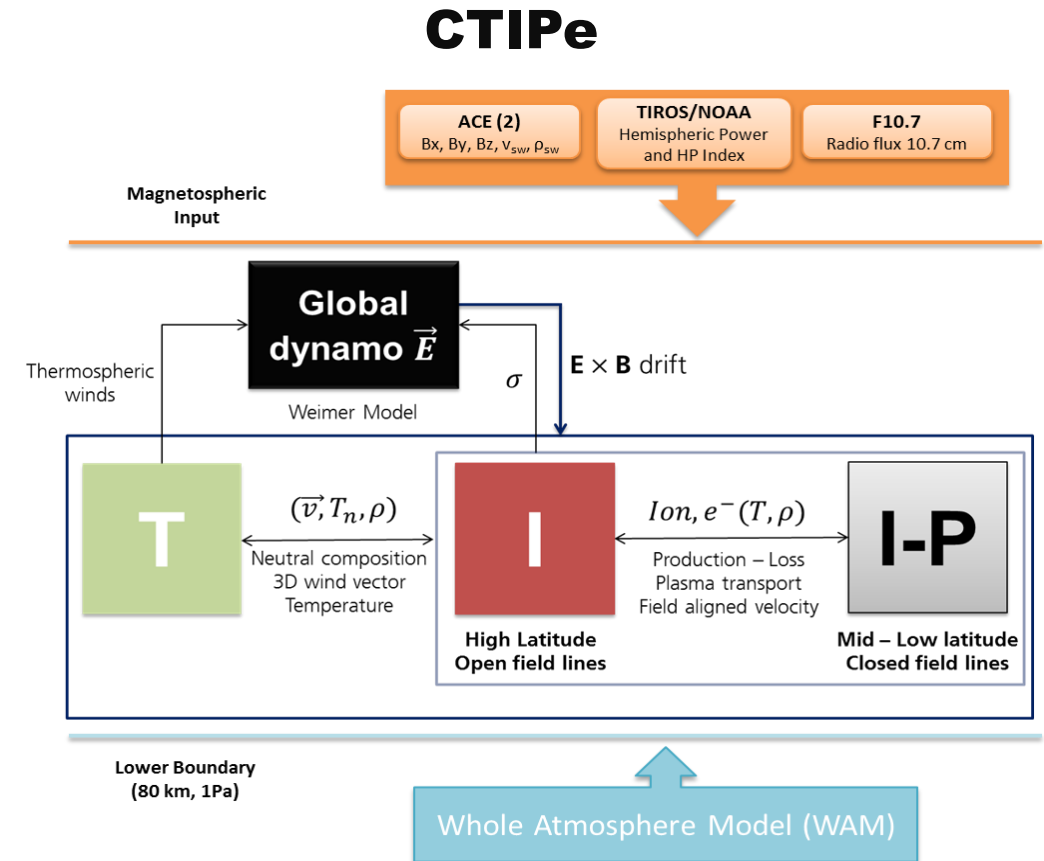 CTIPe
ACE (2)
Bx, By, Bz, v_sw, ρ_sw
TIROS/NOAA
Hemispheric Power
and HP Index
F10.7
Radio flux 10.7 cm
Magnetospheric
Input
Global
dynamo E⃗
Weimer Model
Thermospheric
winds
σ
E × B drift
T
(v⃗, Tₙ, ρ)
Neutral composition
3D wind vector
Temperature
I
High Latitude
Open field lines
Ion, e⁻(T, ρ)
Production – Loss
Plasma transport
Field aligned velocity
I-P
Mid – Low latitude
Closed field lines
Lower Boundary
(80 km, 1Pa)
Whole Atmosphere Model (WAM)